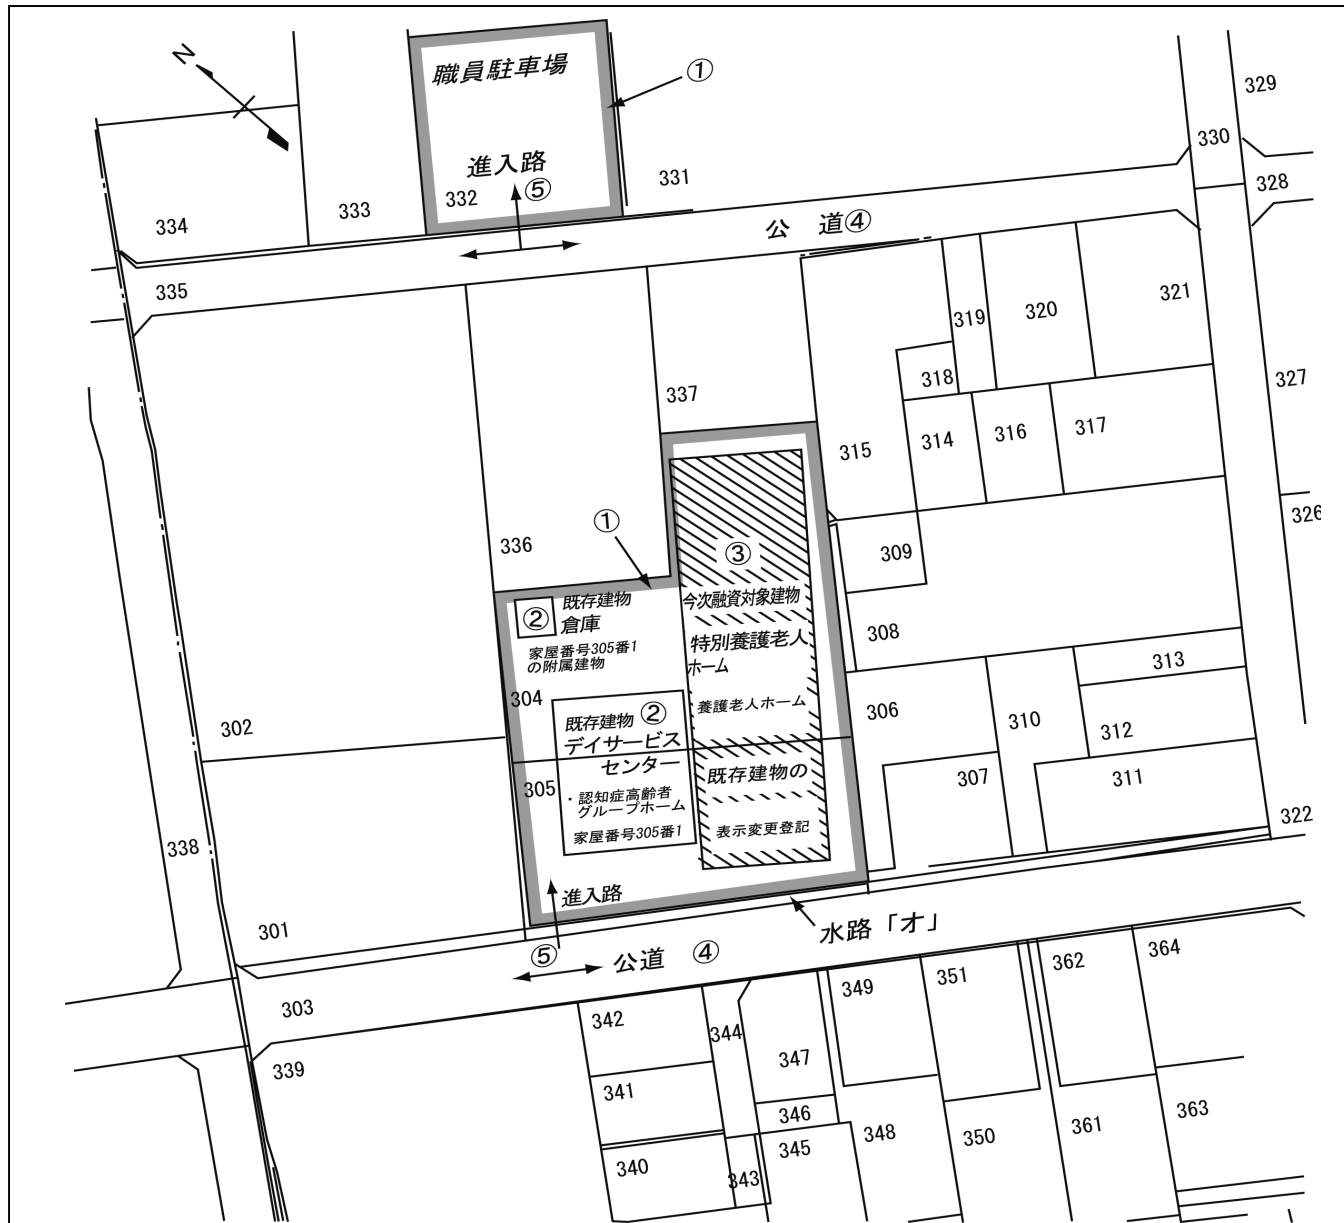 N
職員駐車場
①
進入路
332
⑤
331
333
334
335
公 道④
330
329
328
321
320
319
318
337
327
317
316
314
315
326
336
①
③
309
②
既存建物
倉庫
家屋番号305番1
の附属建物
今次融資対象建物
特別養護老人
ホーム
養護老人ホーム
308
313
304
302
既存建物 ②
デイサービス
センター
306
310
312
305
・認知症高齢者
グループホーム
家屋番号305番1
既存建物の
表示変更登記
307
311
322
338
進入路
301
水路「オ」
⑤
公道 ④
303
349
351
362
364
342
344
347
339
341
346
340
343
345
348
350
361
363